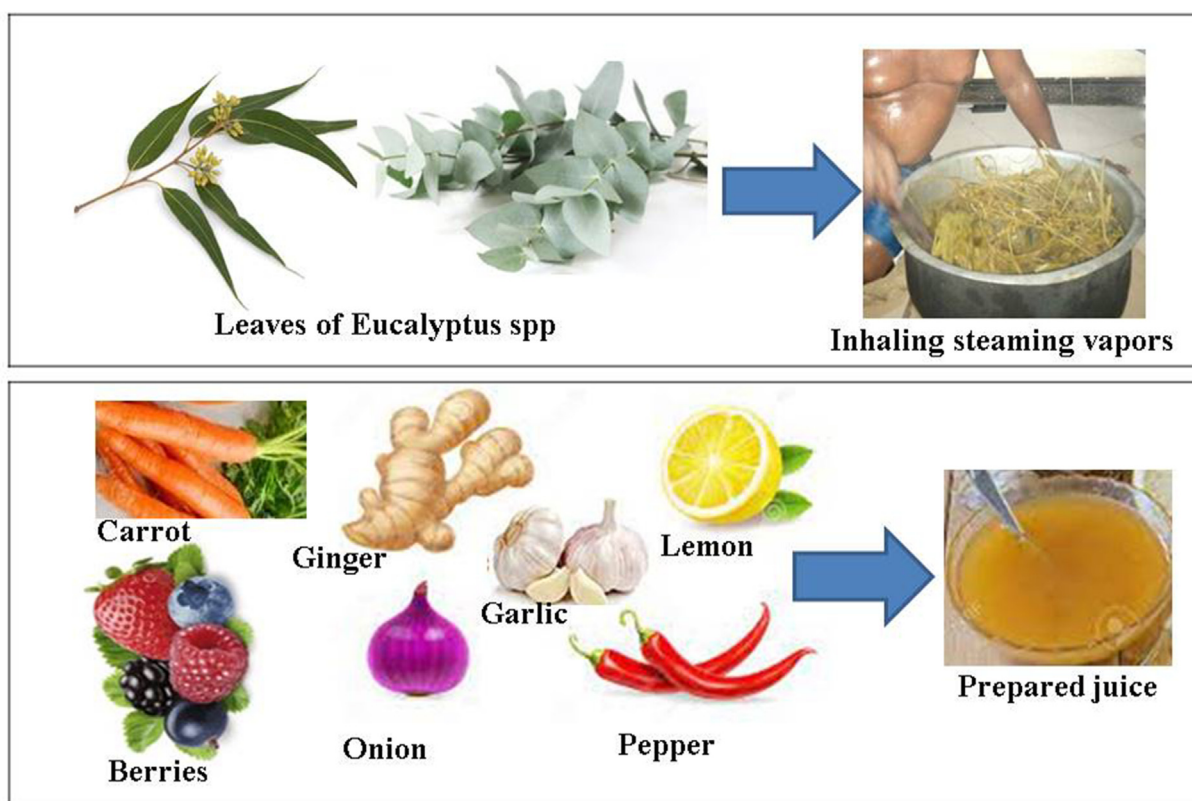 Leaves of Eucalyptus spp
Inhaling steaming vapors
Carrot
Ginger
Garlic
Lemon
Berries
Onion
Pepper
Prepared juice